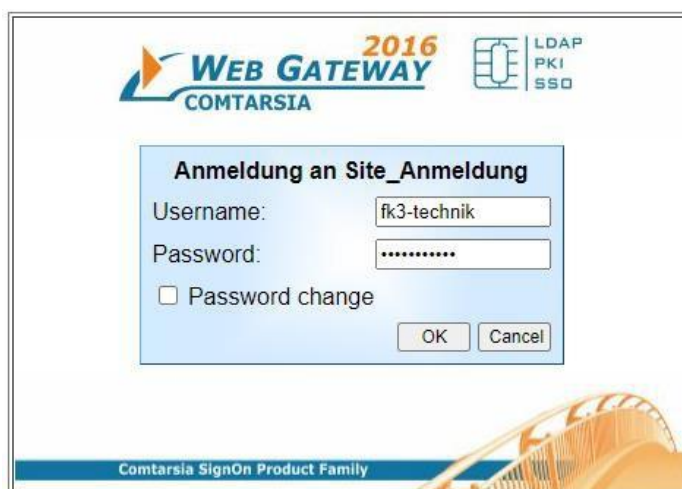 2016
WEB GATEWAY
COMTARSIA
LDAP
PKI
SSO
Anmeldung an Site_Anmeldung
Username:
fk3-technik
Password:
•••••••••••
Password change
OK Cancel
Comtarsia SignOn Product Family